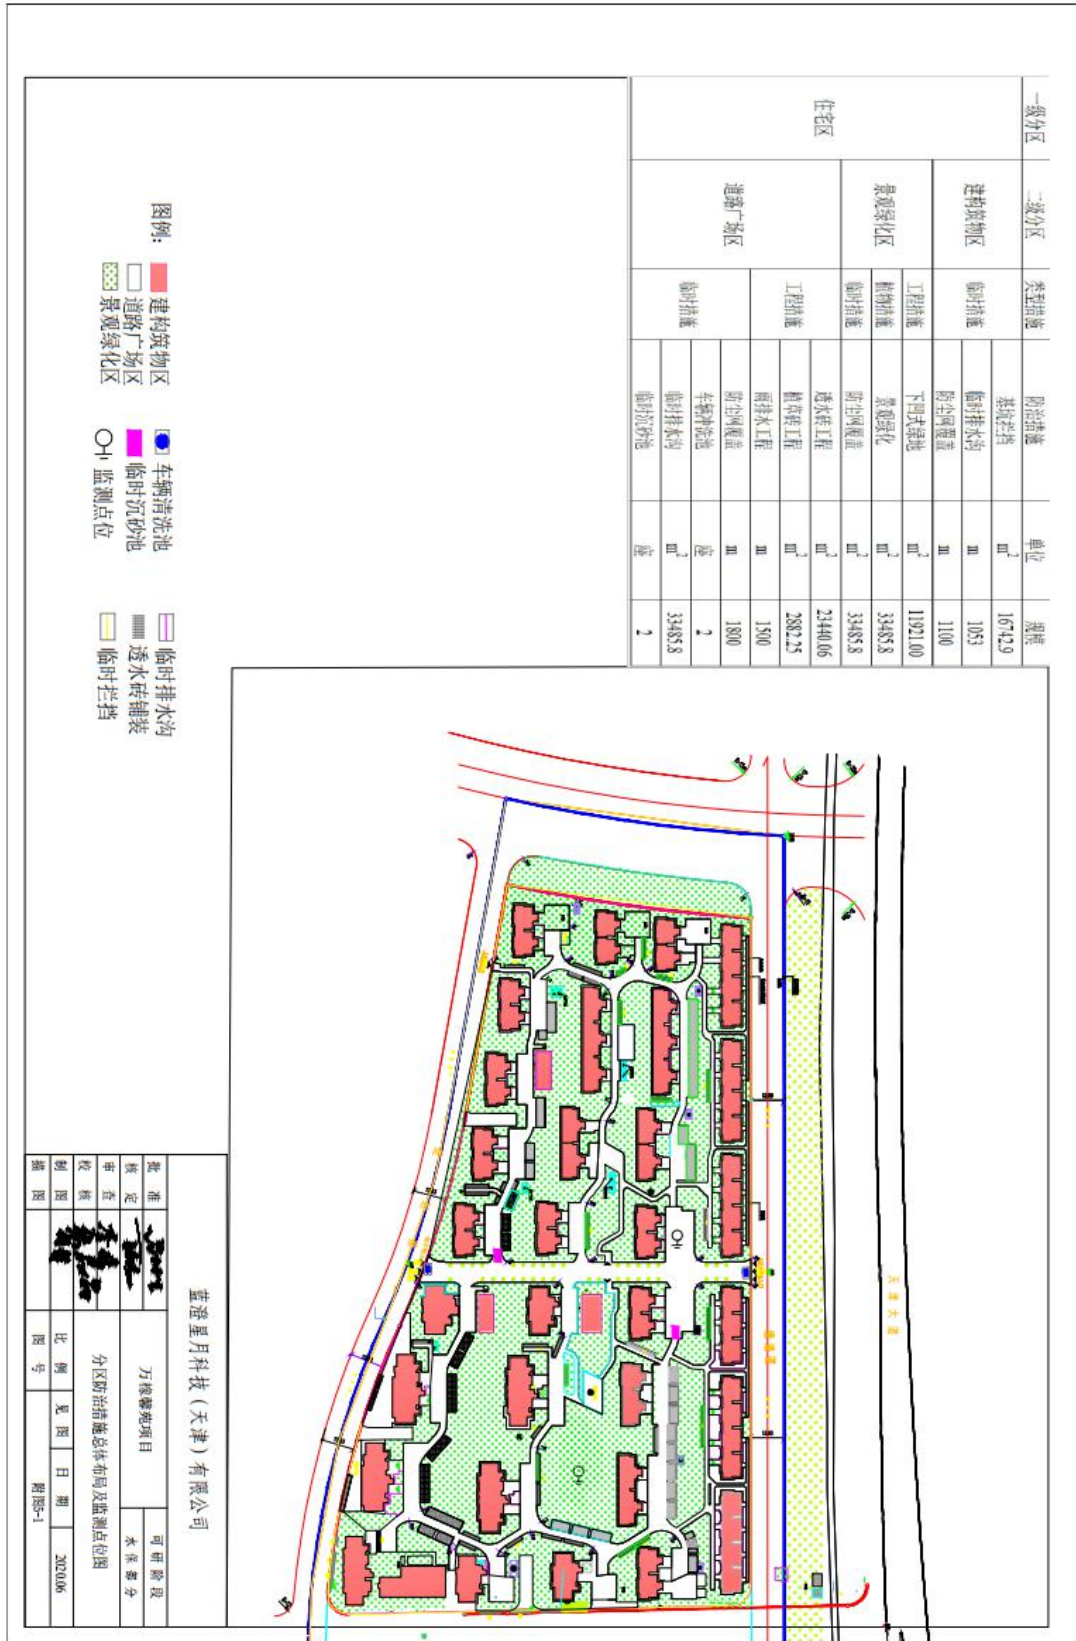 一级分区 二级分区 类型措施 防治措施 单位 规模
住宅区
建构筑物区 临时措施 基坑拦挡 m² 16742.9
临时排水沟 m 1053
防尘网覆盖 m 1100
景观绿化区 工程措施 下凹式绿地 m² 11921.00
植物措施 景观绿化 m² 33485.8
临时措施 防尘网覆盖 m² 33485.8
道路广场区 工程措施 透水砖工程 m² 23440.06
植草砖工程 m² 2882.25
雨排水工程 m 1500
临时措施 防尘网覆盖 m 1800
车辆冲洗池 座 2
临时排水沟 m² 33485.8
临时沉砂池 座 2
图例:
建构筑物区 车辆清洗池 临时排水沟
道路广场区 临时沉砂池 透水砖铺装
景观绿化区 监测点位 临时拦挡
天津大道
蓝澄星月科技(天津)有限公司
批准 万橡馨苑项目 可研阶段
核定 水保部分
审查 分区防治措施总体布局及监测点位图
校核
制图 比例 见图 日期 2020.06
描图 图号 附图5-1